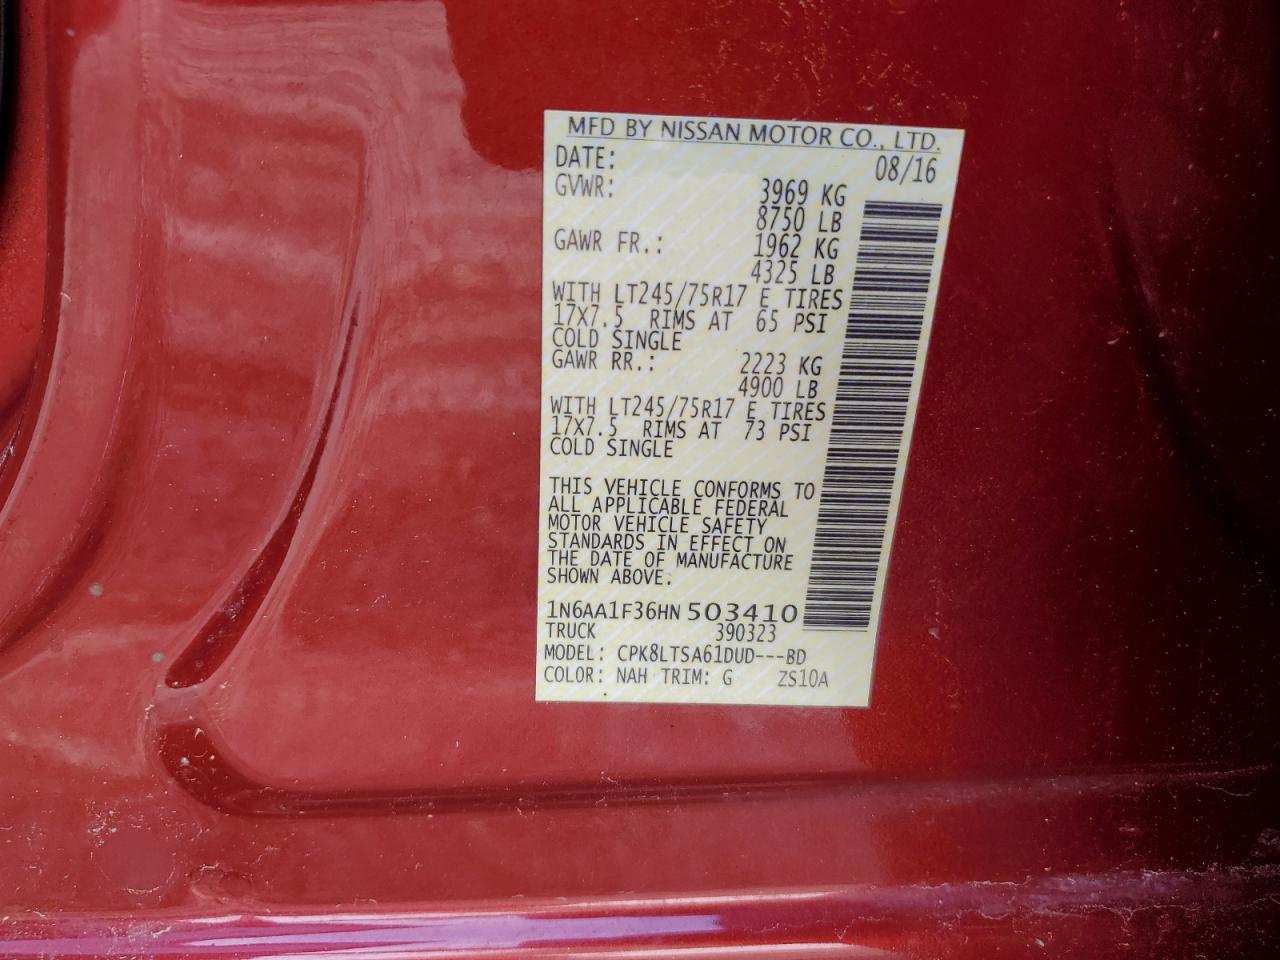 MFD BY NISSAN MOTOR CO., LTD.
DATE: 08/16
GVWR: 3969 KG
8750 LB
GAWR FR.: 1962 KG
4325 LB
WITH LT245/75R17 E TIRES
17X7.5 RIMS AT 65 PSI
COLD SINGLE
GAWR RR.: 2223 KG
4900 LB
WITH LT245/75R17 E TIRES
17X7.5 RIMS AT 73 PSI
COLD SINGLE
THIS VEHICLE CONFORMS TO
ALL APPLICABLE FEDERAL
MOTOR VEHICLE SAFETY
STANDARDS IN EFFECT ON
THE DATE OF MANUFACTURE
SHOWN ABOVE.
1N6AA1F36HN503410
TRUCK 390323
MODEL: CPK8LTSA61DUD---BD
COLOR: NAH TRIM: G ZS10A